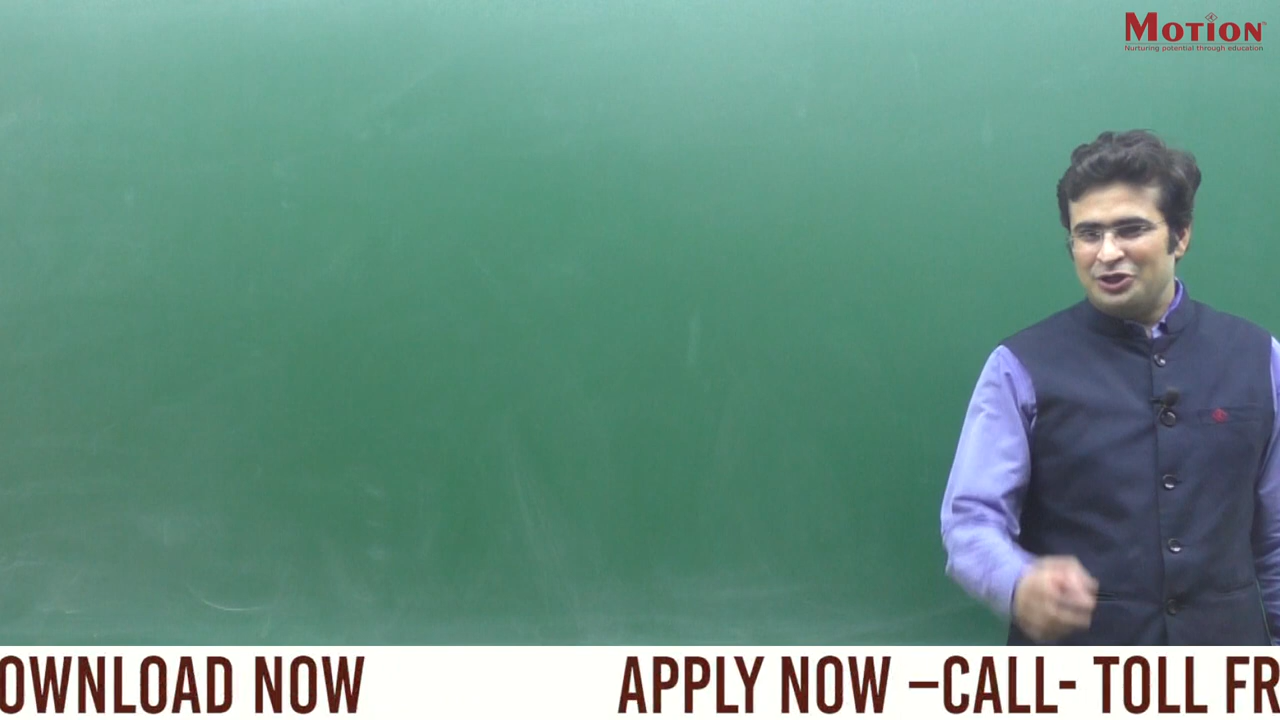 MOTION
Nurturing potential through education
OWNLOAD NOW APPLY NOW –CALL- TOLL FR